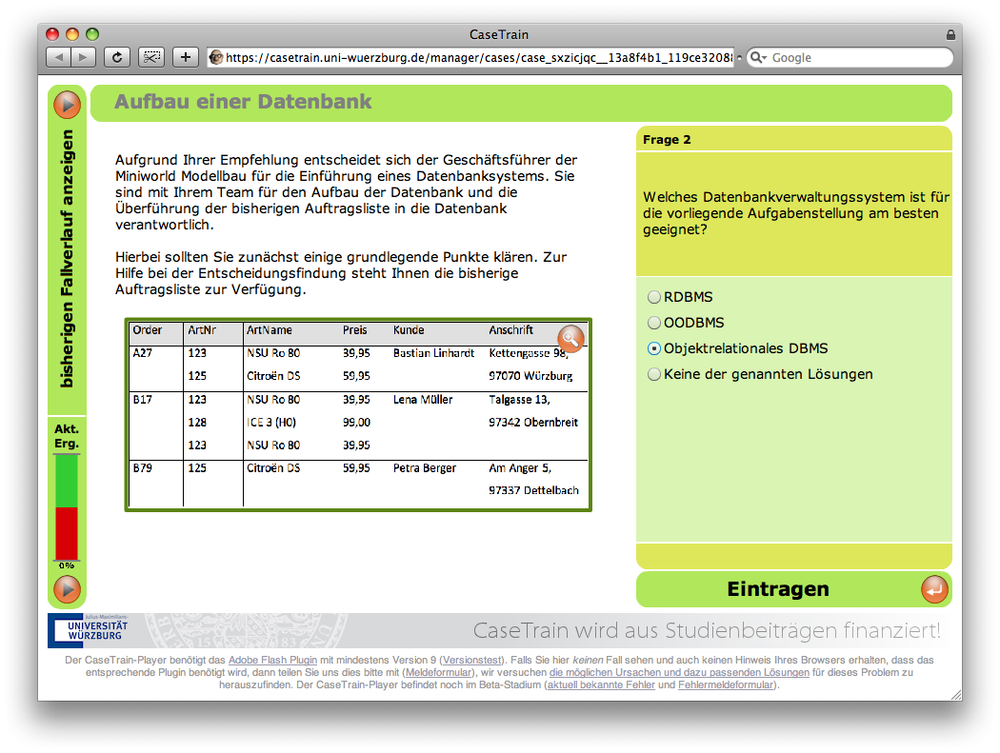 CaseTrain
https://casetrain.uni-wuerzburg.de/manager/cases/case_sxzicjqc__13a8f4b1_119ce3208
Google
bisherigen Fallverlauf anzeigen
Akt.
Erg.
0%
Aufbau einer Datenbank
Aufgrund Ihrer Empfehlung entscheidet sich der Geschäftsführer der
Miniworld Modellbau für die Einführung eines Datenbanksystems. Sie
sind mit Ihrem Team für den Aufbau der Datenbank und die
Überführung der bisherigen Auftragsliste in die Datenbank
verantwortlich.
Hierbei sollten Sie zunächst einige grundlegende Punkte klären. Zur
Hilfe bei der Entscheidungsfindung steht Ihnen die bisherige
Auftragsliste zur Verfügung.
Order ArtNr ArtName Preis Kunde Anschrift
A27 123 NSU Ro 80 39,95 Bastian Linhardt Kettengasse 98,
125 Citroën DS 59,95 97070 Würzburg
B17 123 NSU Ro 80 39,95 Lena Müller Talgasse 13,
128 ICE 3 (H0) 99,00 97342 Obernbreit
123 NSU Ro 80 39,95
B79 125 Citroën DS 59,95 Petra Berger Am Anger 5,
97337 Dettelbach
Frage 2
Welches Datenbankverwaltungssystem ist für
die vorliegende Aufgabenstellung am besten
geeignet?
RDBMS
OODBMS
Objektrelationales DBMS
Keine der genannten Lösungen
Eintragen
Julius-Maximilians-
UNIVERSITÄT
WÜRZBURG
CaseTrain wird aus Studienbeiträgen finanziert!
Der CaseTrain-Player benötigt das Adobe Flash Plugin mit mindestens Version 9 (Versionstest). Falls Sie hier keinen Fall sehen und auch keinen Hinweis Ihres Browsers erhalten, dass das
entsprechende Plugin benötigt wird, dann teilen Sie uns dies bitte mit (Meldeformular), wir versuchen die möglichen Ursachen und dazu passenden Lösungen für dieses Problem zu
herauszufinden. Der CaseTrain-Player befindet noch im Beta-Stadium (aktuell bekannte Fehler und Fehlermeldeformular).